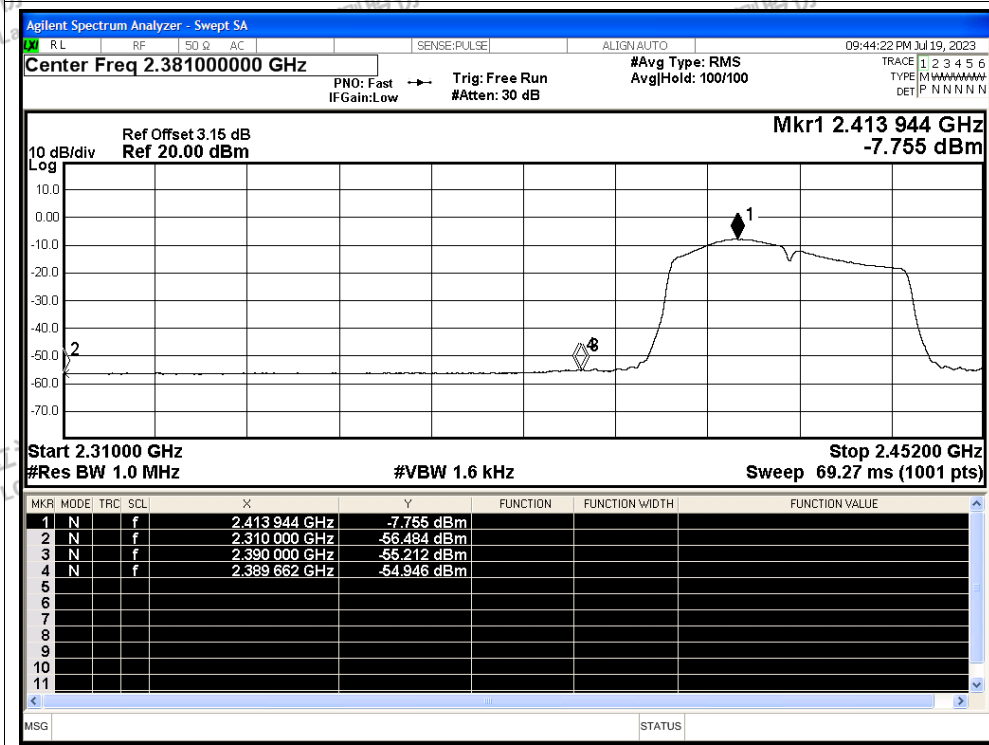 Agilent Spectrum Analyzer - Swept SA
LXI RL RF 50 Ω AC SENSE:PULSE ALIGN AUTO 09:44:22 PM Jul 19, 2023
Center Freq 2.381000000 GHz
PNO: Fast
IFGain:Low
Trig: Free Run
#Atten: 30 dB
#Avg Type: RMS
Avg|Hold: 100/100
TRACE 1 2 3 4 5 6
TYPE M WWWWW
DET P N N N N N
Mkr1 2.413 944 GHz
-7.755 dBm
Ref Offset 3.15 dB
10 dB/div Ref 20.00 dBm
Log
10.0
0.00
-10.0
-20.0
-30.0
-40.0
-50.0
-60.0
-70.0
1
2
Start 2.31000 GHz Stop 2.45200 GHz
#Res BW 1.0 MHz #VBW 1.6 kHz Sweep 69.27 ms (1001 pts)
MKR MODE TRC SCL X Y FUNCTION FUNCTION WIDTH FUNCTION VALUE
1 N f 2.413 944 GHz -7.755 dBm
2 N f 2.310 000 GHz -56.484 dBm
3 N f 2.390 000 GHz -55.212 dBm
4 N f 2.389 662 GHz -54.946 dBm
5
6
7
8
9
10
11
MSG STATUS